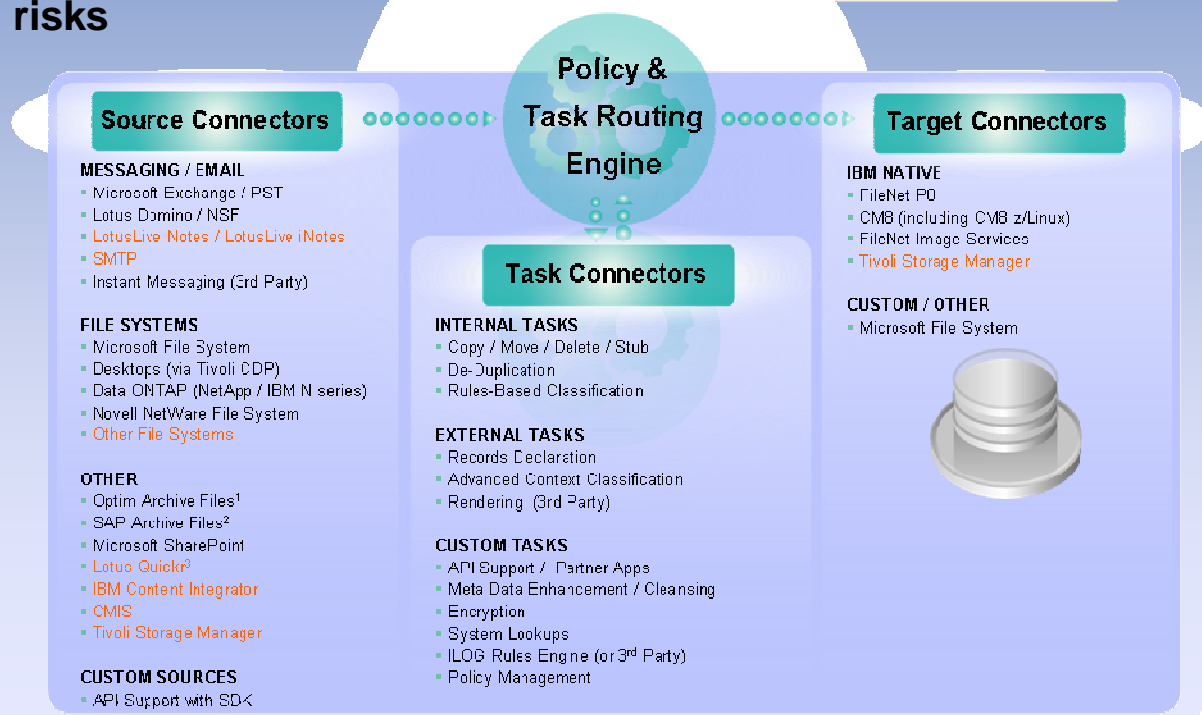 risks
Policy &
Task Routing
Engine
Source Connectors
MESSAGING / EMAIL
Microsoft Exchange / PST
Lotus Domino / NSF
LotusLive Notes / LotusLive iNotes
SMTP
Instant Messaging (3rd Party)
FILE SYSTEMS
Microsoft File System
Desktops (via Tivoli CDP)
Data ONTAP (NetApp / IBM N series)
Novell NetWare File System
Other File Systems
OTHER
Optim Archive Files¹
SAP Archive Files²
Microsoft SharePoint
Lotus Quickr³
IBM Content Integrator
CMIS
Tivoli Storage Manager
CUSTOM SOURCES
API Support with SDK
Task Connectors
INTERNAL TASKS
Copy / Move / Delete / Stub
De-Duplication
Rules-Based Classification
EXTERNAL TASKS
Records Declaration
Advanced Context Classification
Rendering (3rd Party)
CUSTOM TASKS
API Support / Partner Apps
Meta Data Enhancement / Cleansing
Encryption
System Lookups
ILOG Rules Engine (or 3rd Party)
Policy Management
Target Connectors
IBM NATIVE
FileNet P8
CM8 (including CM8 z/Linux)
FileNet Image Services
Tivoli Storage Manager
CUSTOM / OTHER
Microsoft File System